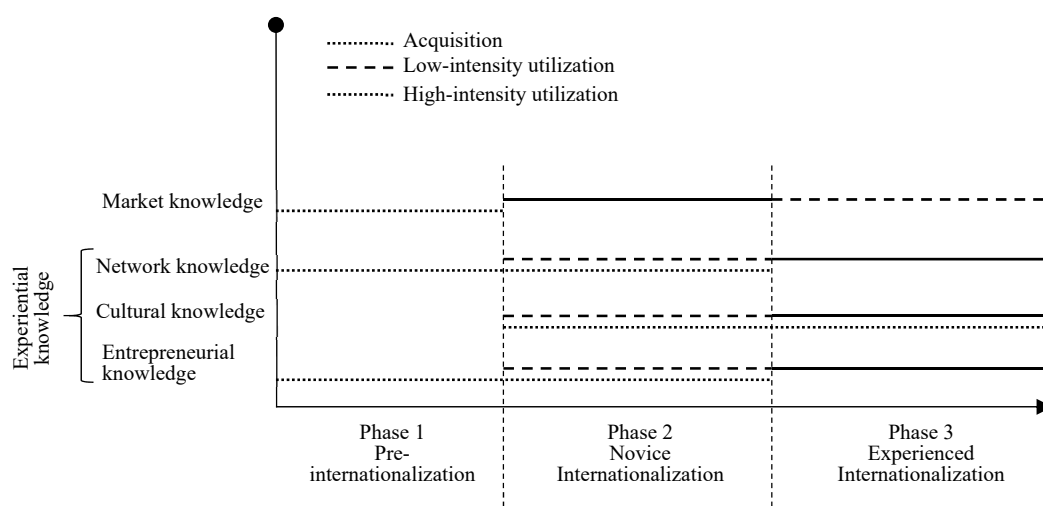 Acquisition
Low-intensity utilization
High-intensity utilization
Market knowledge
Network knowledge
Cultural knowledge
Entrepreneurial
knowledge
Experiential
knowledge
Phase 1
Pre-
internationalization
Phase 2
Novice
Internationalization
Phase 3
Experienced
Internationalization